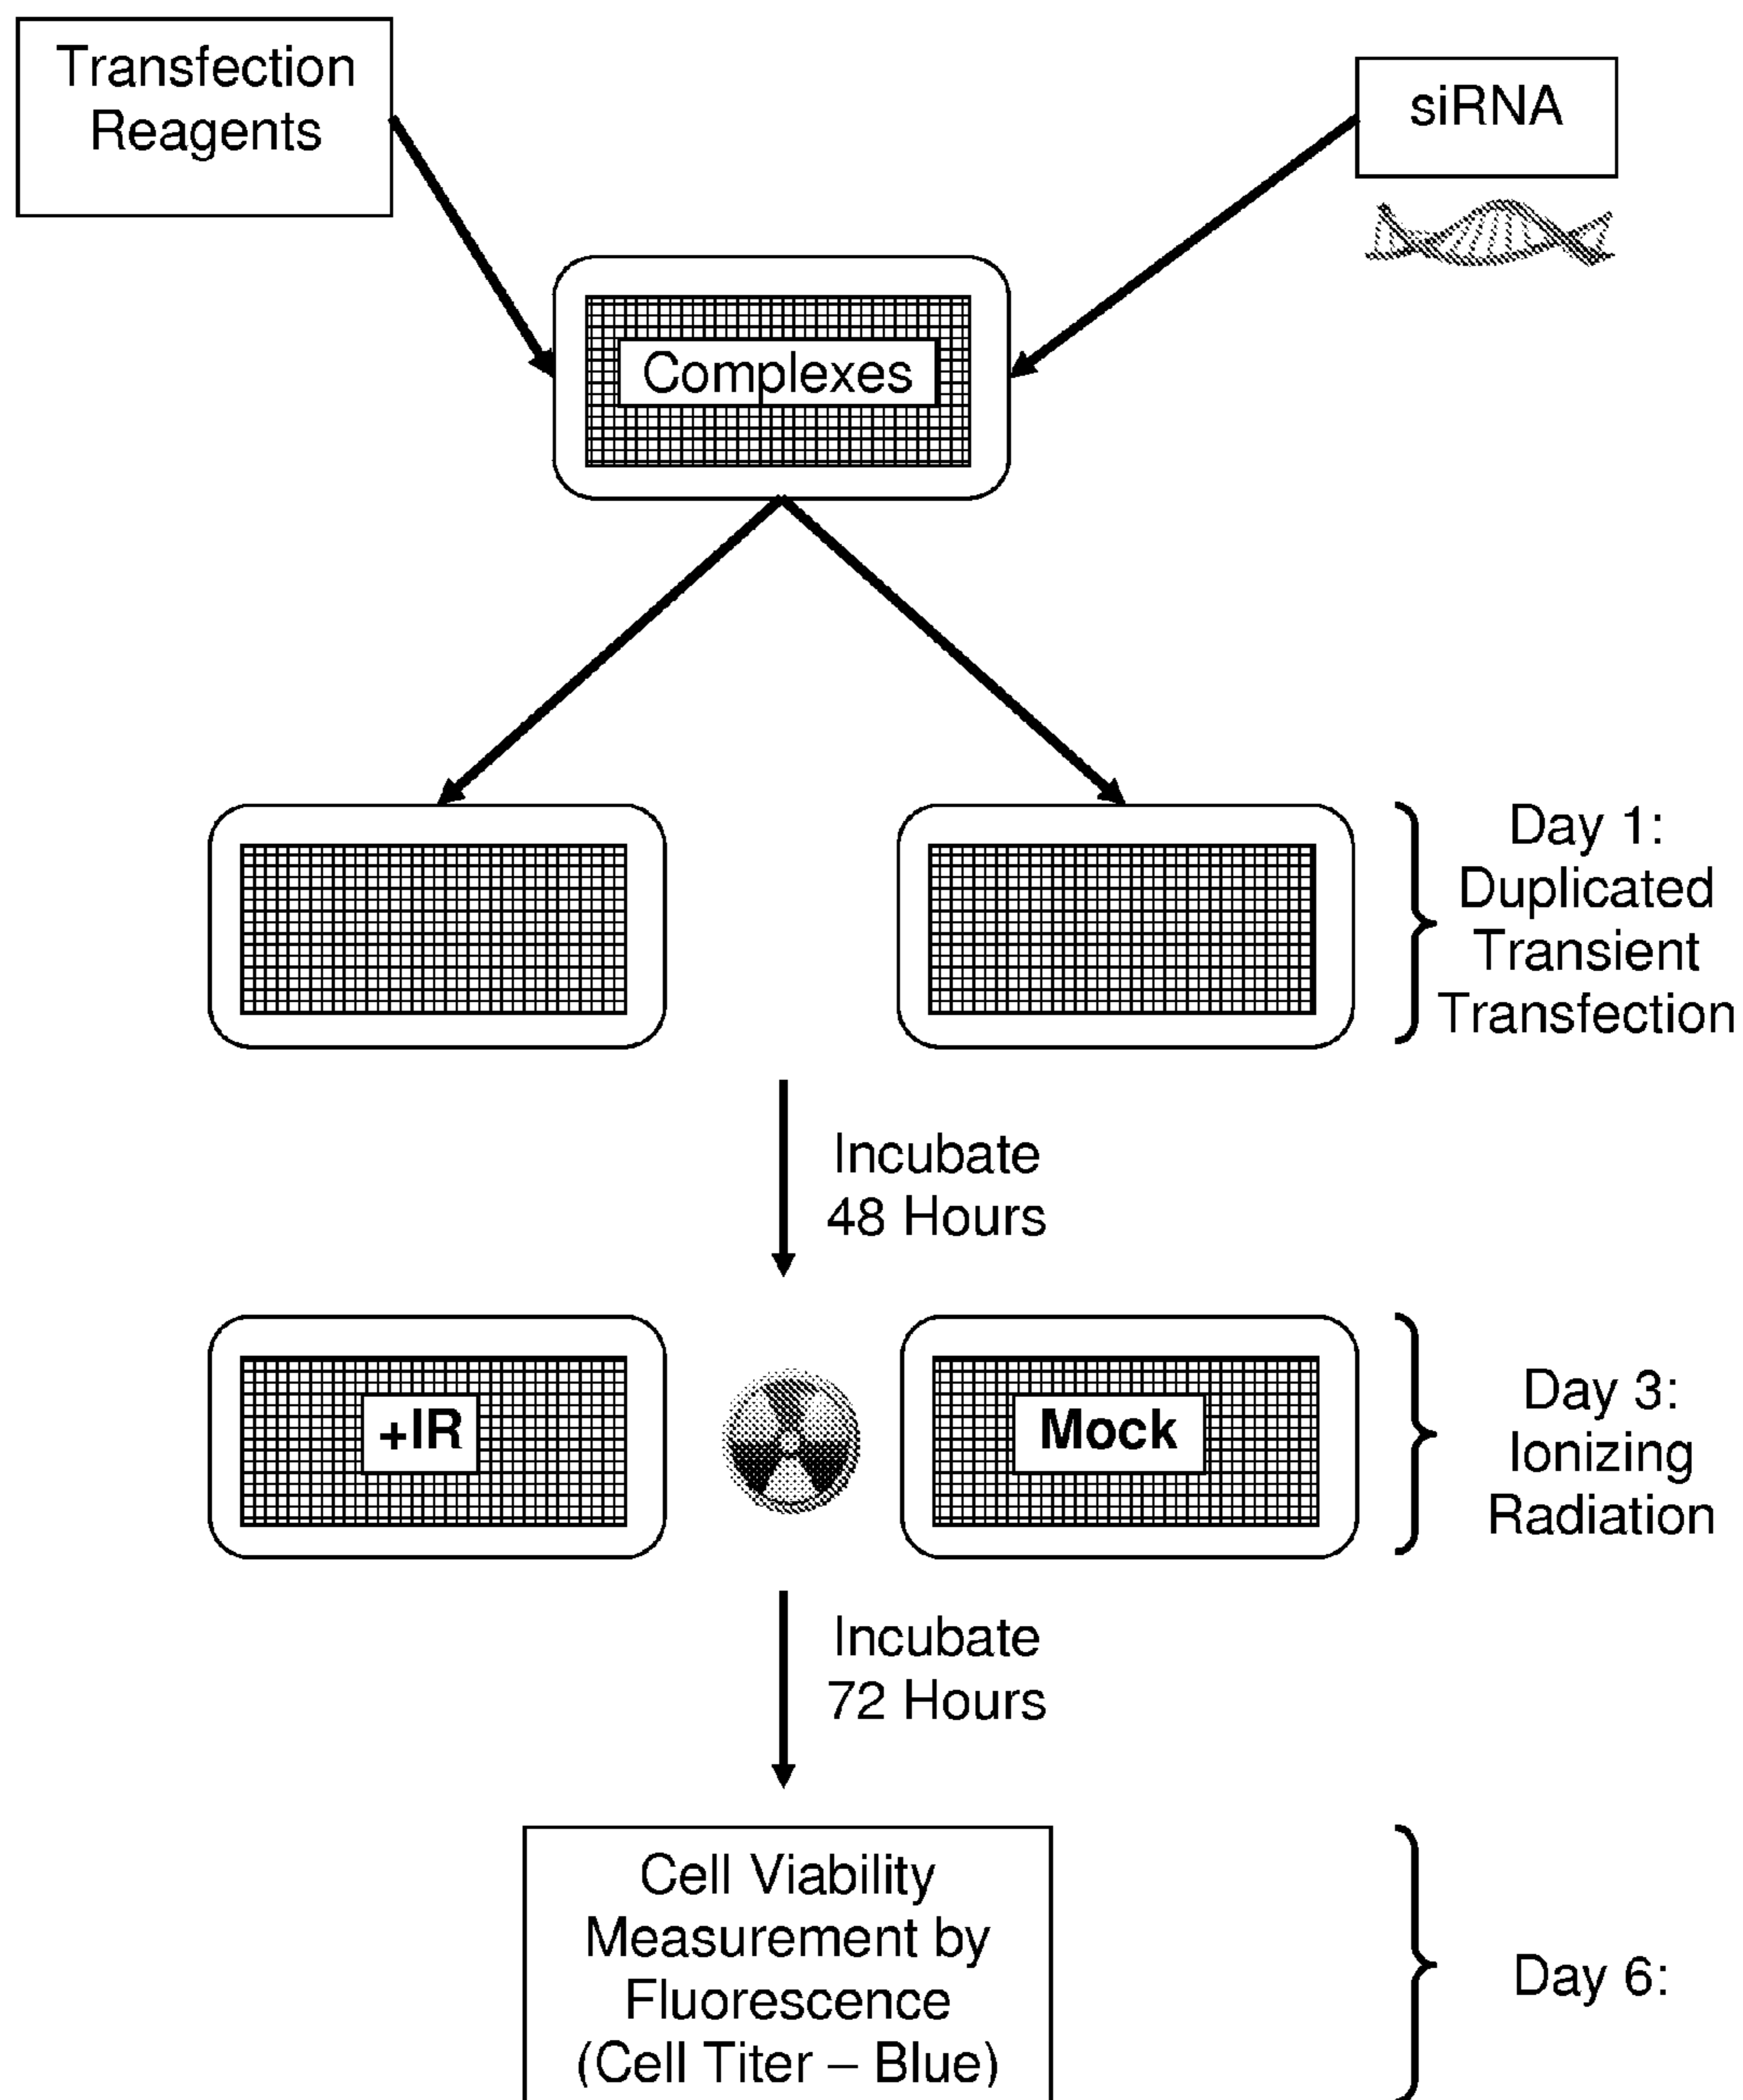 Transfection
Reagents
siRNA
Complexes
Day 1:
Duplicated
Transient
Transfection
Incubate
48 Hours
+IR
Mock
Day 3:
Ionizing
Radiation
Incubate
72 Hours
Cell Viability
Measurement by
Fluorescence
(Cell Titer – Blue)
Day 6: